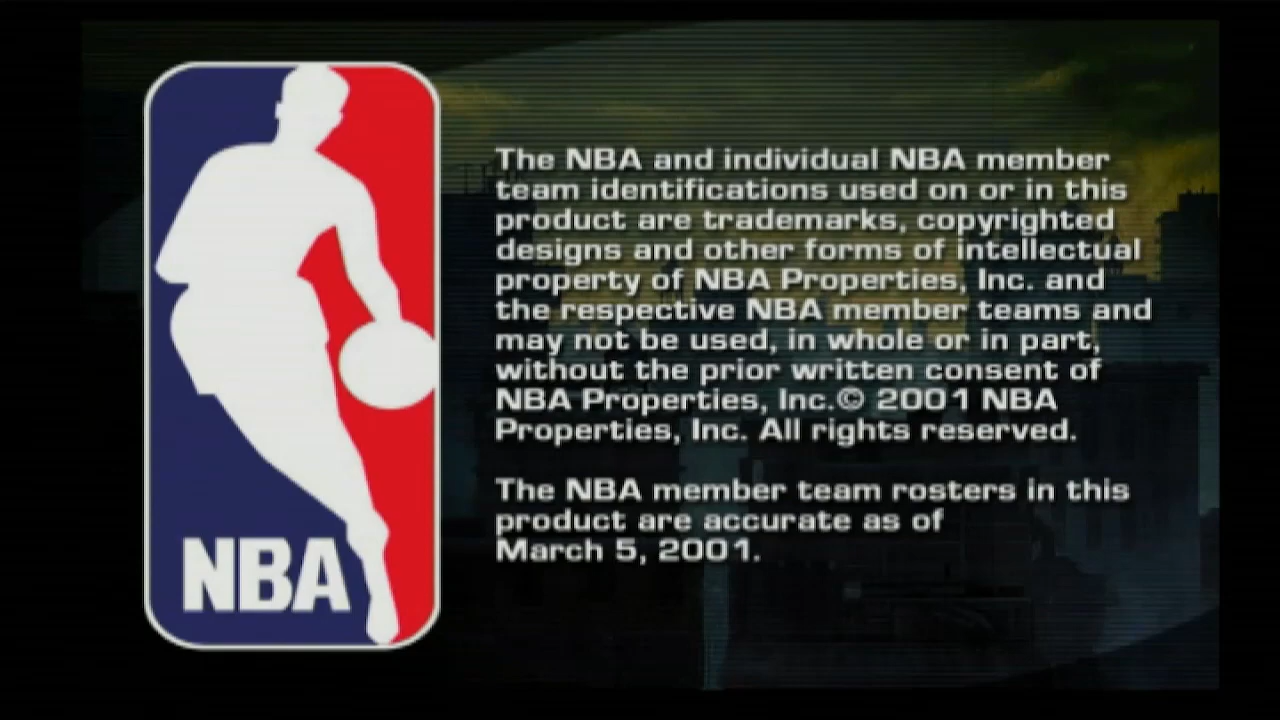 NBA
The NBA and individual NBA member
team identifications used on or in this
product are trademarks, copyrighted
designs and other forms of intellectual
property of NBA Properties, Inc. and
the respective NBA member teams and
may not be used, in whole or in part,
without the prior written consent of
NBA Properties, Inc.© 2001 NBA
Properties, Inc. All rights reserved.
The NBA member team rosters in this
product are accurate as of
March 5, 2001.